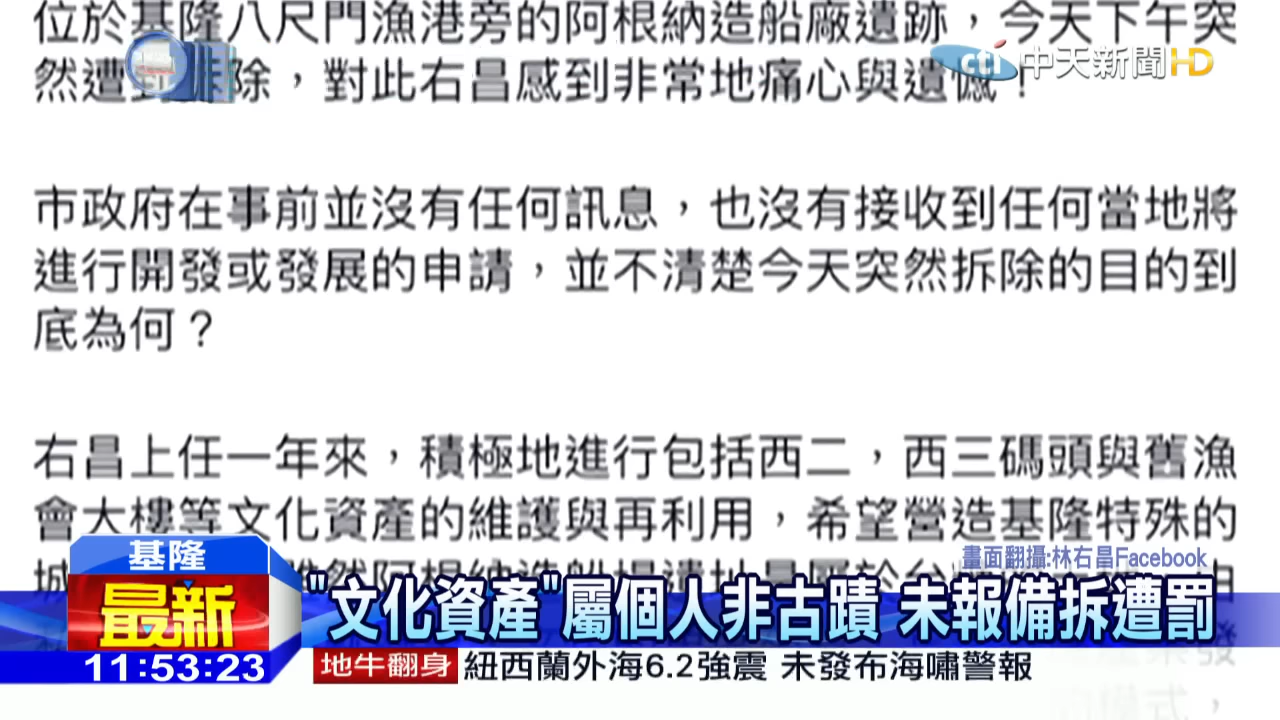 位於基隆八尺門漁港旁的阿根納造船廠遺跡，今天下午突
然遭到拆除，對此右昌感到非常地痛心與遺憾！
中天新聞HD
市政府在事前並沒有任何訊息，也沒有接收到任何當地將
進行開發或發展的申請，並不清楚今天突然拆除的目的到
底為何？
右昌上任一年來，積極地進行包括西二，西三碼頭與舊漁
會大樓等文化資產的維護與再利用，希望營造基隆特殊的
畫面翻攝:林右昌Facebook
基隆
最新
"文化資產"屬個人非古蹟 未報備拆遭罰
11:53:23
地牛翻身 紐西蘭外海6.2強震 未發布海嘯警報